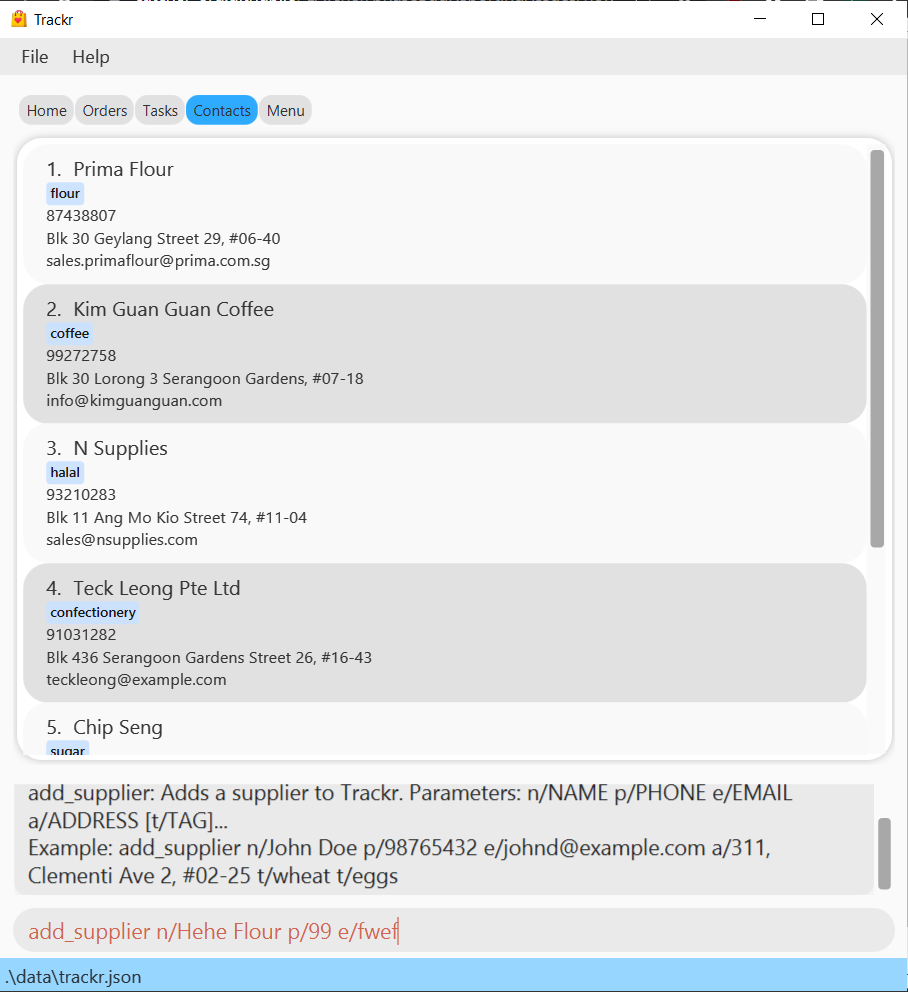 Trackr
File Help
Home Orders Tasks Contacts Menu
1. Prima Flour
flour
87438807
Blk 30 Geylang Street 29, #06-40
sales.primaflour@prima.com.sg
2. Kim Guan Guan Coffee
coffee
99272758
Blk 30 Lorong 3 Serangoon Gardens, #07-18
info@kimguanguan.com
3. N Supplies
halal
93210283
Blk 11 Ang Mo Kio Street 74, #11-04
sales@nsupplies.com
4. Teck Leong Pte Ltd
confectionery
91031282
Blk 436 Serangoon Gardens Street 26, #16-43
teckleong@example.com
5. Chip Seng
sugar
add_supplier: Adds a supplier to Trackr. Parameters: n/NAME p/PHONE e/EMAIL
a/ADDRESS [t/TAG]...
Example: add_supplier n/John Doe p/98765432 e/johnd@example.com a/311,
Clementi Ave 2, #02-25 t/wheat t/eggs
add_supplier n/Hehe Flour p/99 e/fwef
.\data\trackr.json